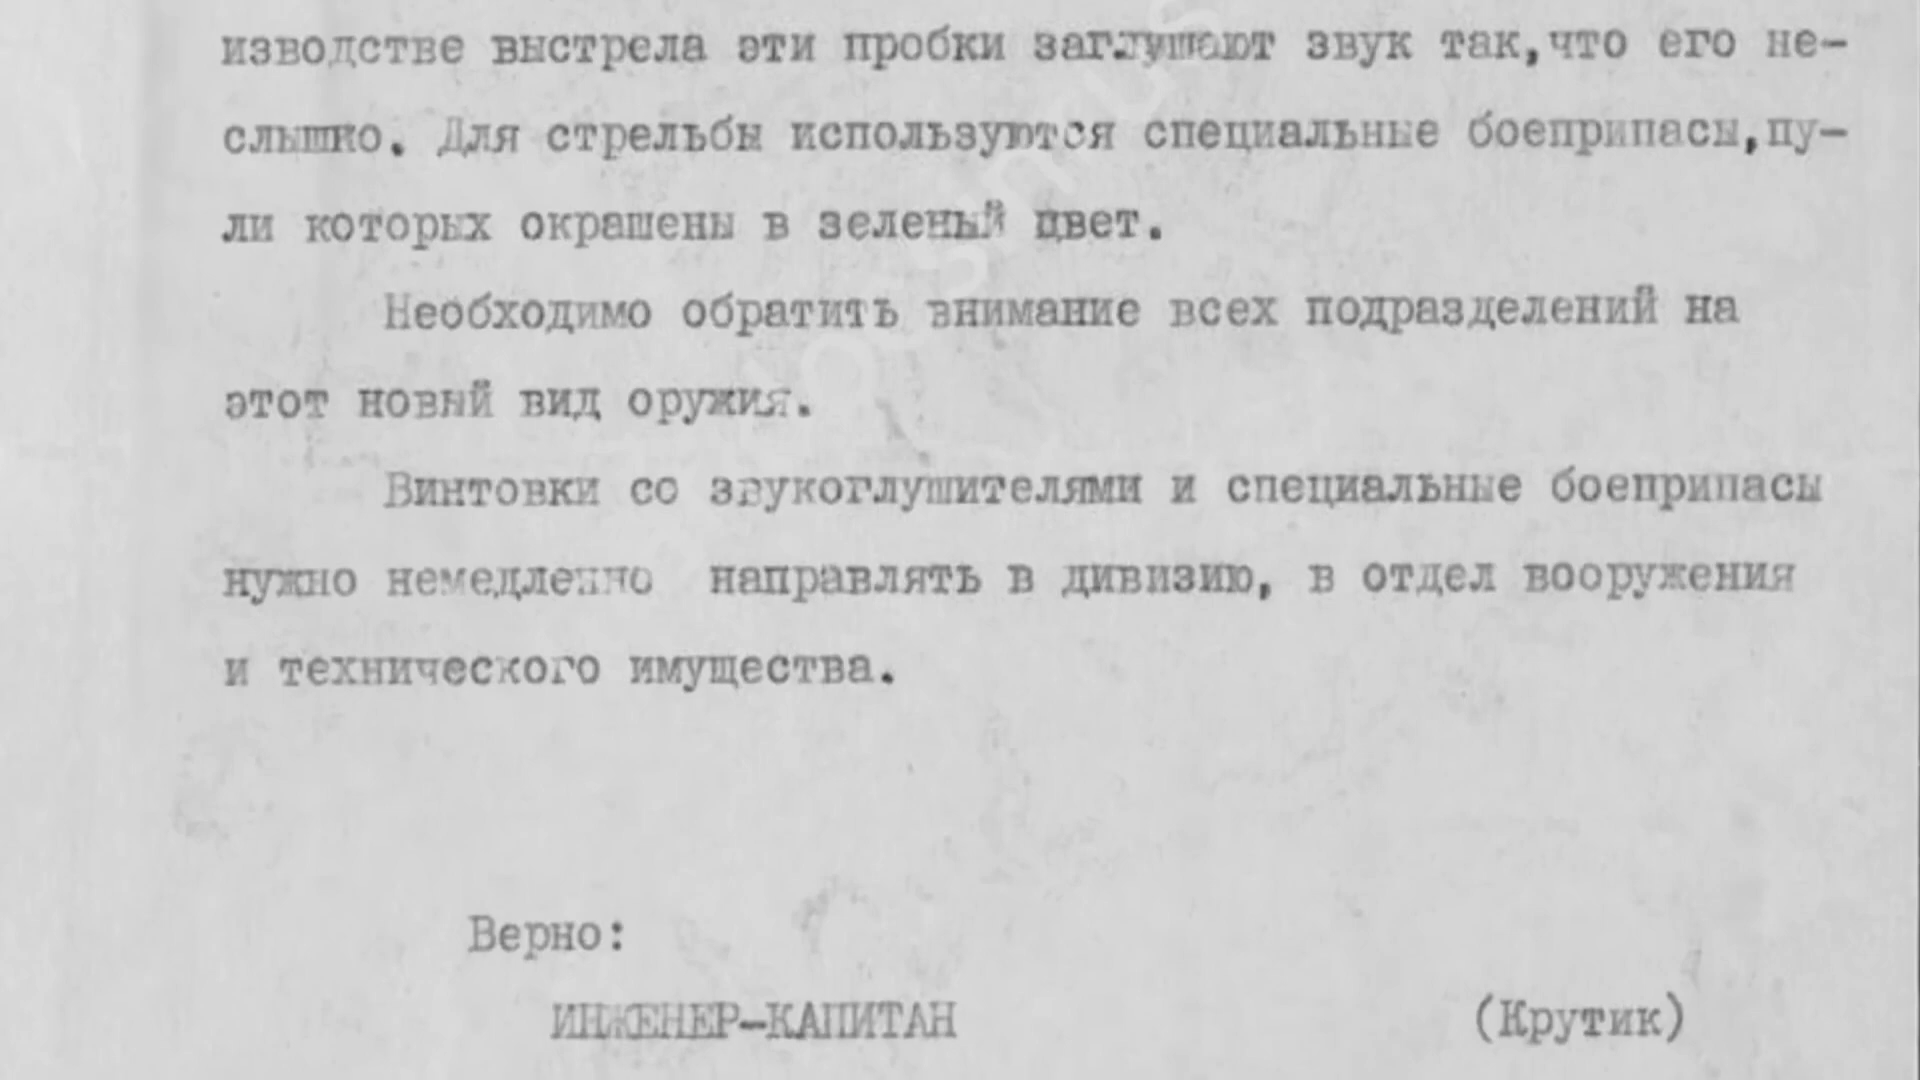 изводстве выстрела эти пробки заглушают звук так,что его не-
слышно. Для стрельбы используются специальные боеприпасы,пу-
ли которых окрашены в зеленый цвет.
Необходимо обратить внимание всех подразделений на
этот новый вид оружия.
Винтовки со звукоглушителями и специальные боеприпасы
нужно немедленно направлять в дивизию, в отдел вооружения
и технического имущества.
Верно:
ИНЖЕНЕР-КАПИТАН (Крутик)